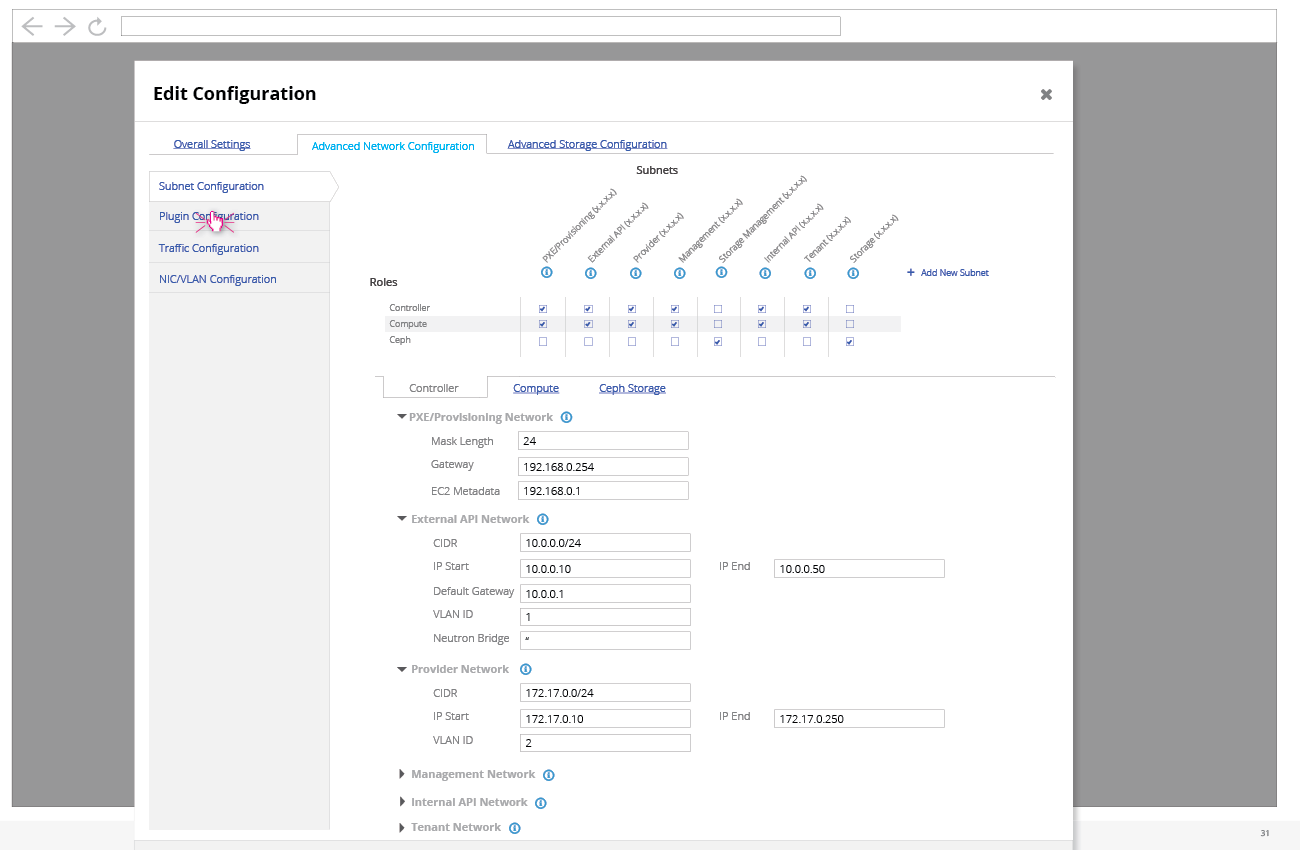 Edit Configuration
Overall Settings
Advanced Network Configuration
Advanced Storage Configuration
Subnet Configuration
Plugin Configuration
Traffic Configuration
NIC/VLAN Configuration
Subnets
PXE/Provisioning (x.x.x.x)
External API (x.x.x.x)
Provider (x.x.x.x)
Management (x.x.x.x)
Storage Management (x.x.x.x)
Internal API (x.x.x.x)
Tenant (x.x.x.x)
Storage (x.x.x.x)
+ Add New Subnet
Roles
Controller
Compute
Ceph
Controller
Compute
Ceph Storage
PXE/Provisioning Network
Mask Length 24
Gateway 192.168.0.254
EC2 Metadata 192.168.0.1
External API Network
CIDR 10.0.0.0/24
IP Start 10.0.0.10 IP End 10.0.0.50
Default Gateway 10.0.0.1
VLAN ID 1
Neutron Bridge “
Provider Network
CIDR 172.17.0.0/24
IP Start 172.17.0.10 IP End 172.17.0.250
VLAN ID 2
Management Network
Internal API Network
Tenant Network
31